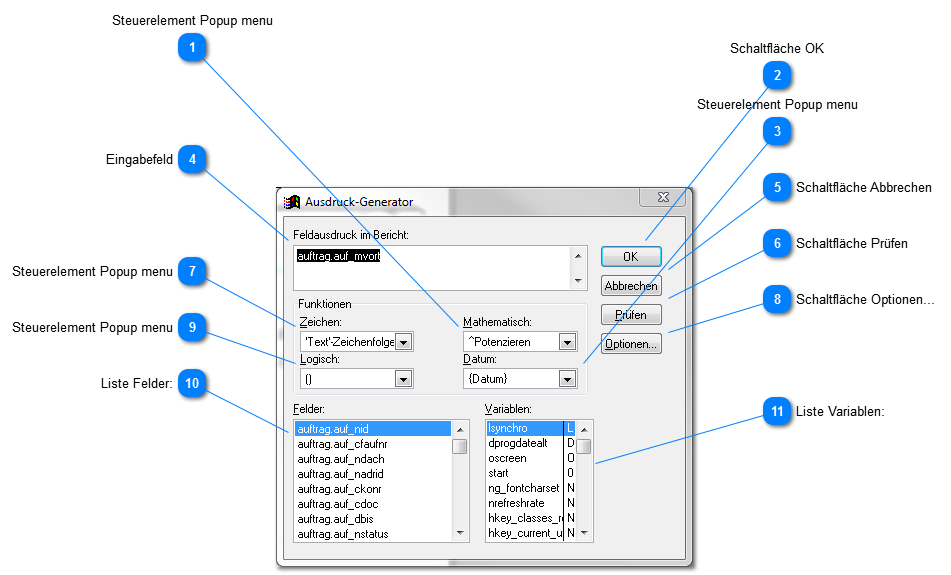 Steuerelement Popup menu
1
Schaltfläche OK
2
Steuerelement Popup menu
3
Eingabefeld 4
5 Schaltfläche Abbrechen
6 Schaltfläche Prüfen
Steuerelement Popup menu 7
8 Schaltfläche Optionen...
Steuerelement Popup menu 9
Liste Felder: 10
11 Liste Variablen:
Ausdruck-Generator
Feldausdruck im Bericht:
auftrag.auf_mvort
OK
Abbrechen
Prüfen
Optionen...
Funktionen
Zeichen:
'Text'-Zeichenfolge
Mathematisch:
^Potenzieren
Logisch:
()
Datum:
{Datum}
Felder:
auftrag.auf_nid
auftrag.auf_cfaufnr
auftrag.auf_ndach
auftrag.auf_nadrid
auftrag.auf_ckonr
auftrag.auf_cdoc
auftrag.auf_dbis
auftrag.auf_nstatus
Variablen:
lsynchro L
dprogdatealt D
oscreen O
start 0
ng_fontcharset N
nrefreshrate N
hkey_classes_r N
hkey_current_u N